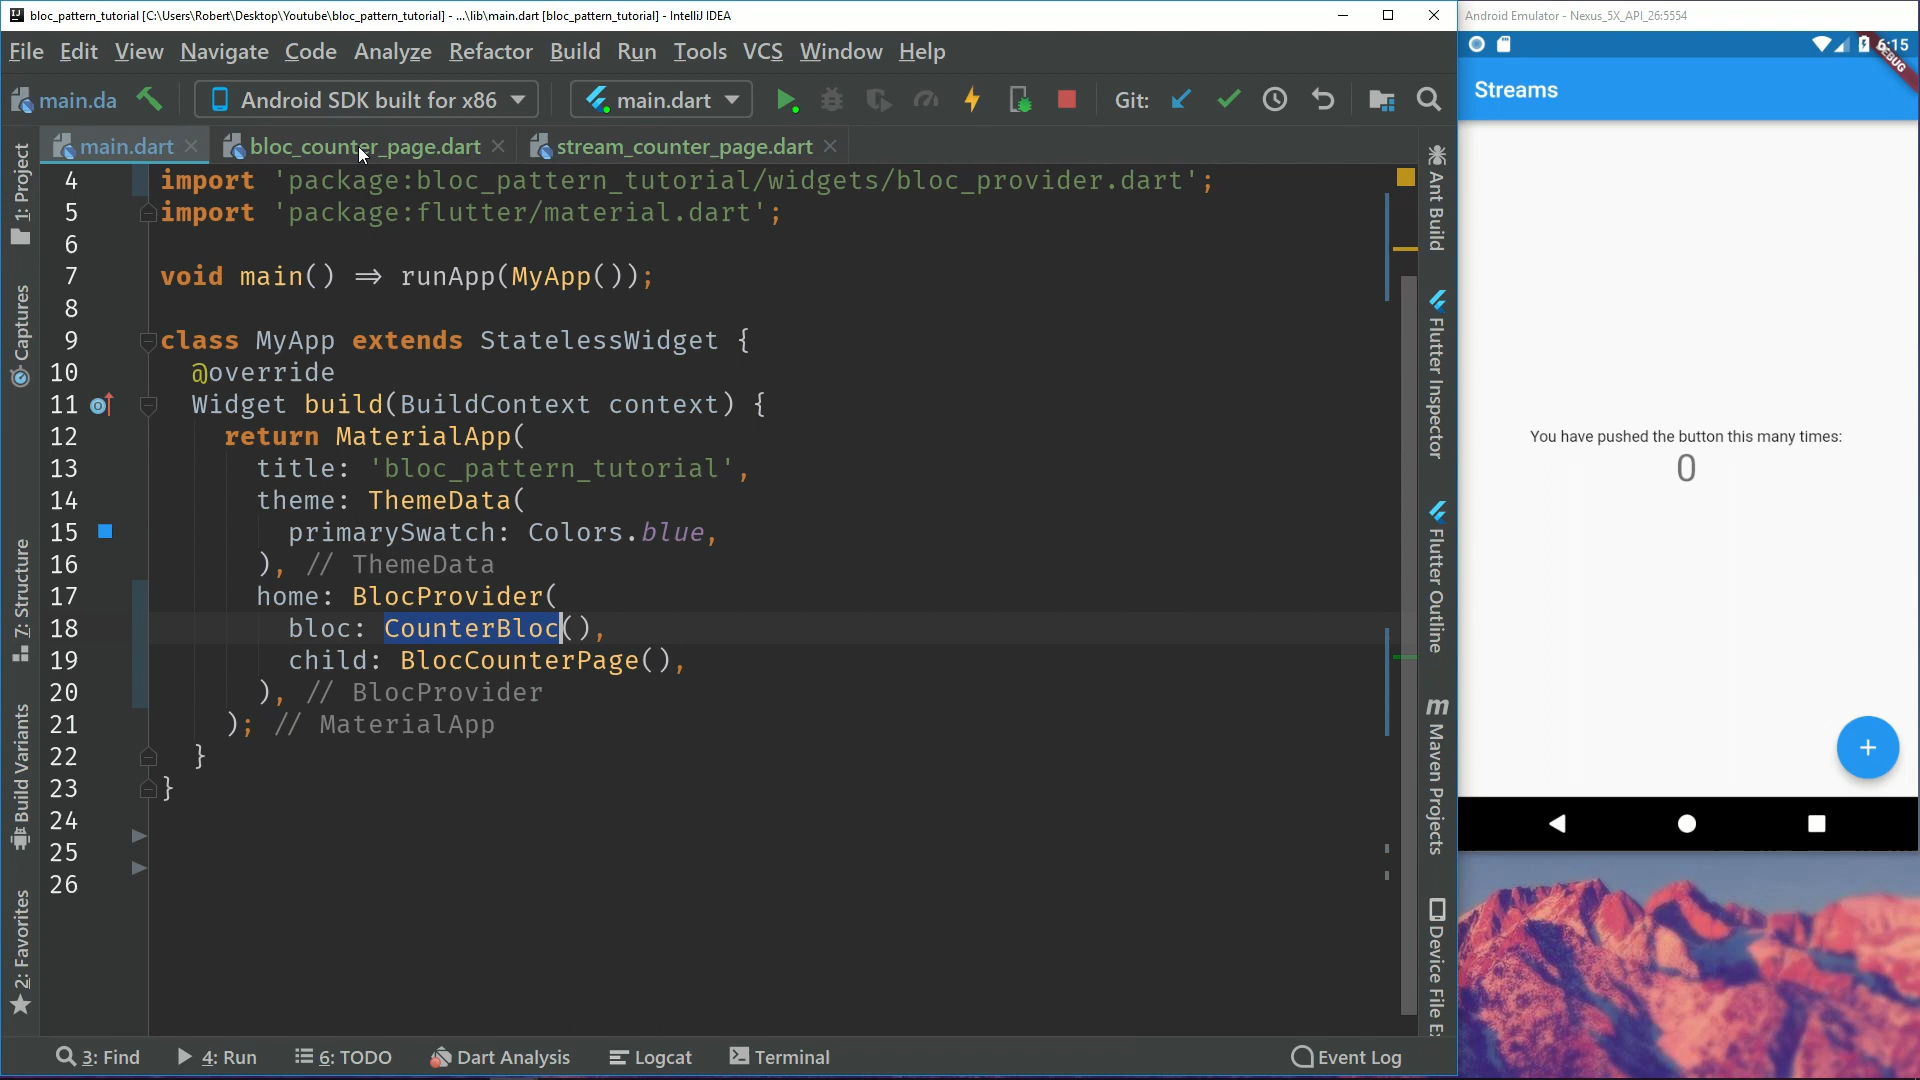 bloc_pattern_tutorial [C:\Users\Robert\Desktop\Youtube\bloc_pattern_tutorial] - ...\lib\main.dart [bloc_pattern_tutorial] - IntelliJ IDEA
File Edit View Navigate Code Analyze Refactor Build Run Tools VCS Window Help
main.da Android SDK built for x86 main.dart Git:
main.dart bloc_counter_page.dart stream_counter_page.dart
4 import 'package:bloc_pattern_tutorial/widgets/bloc_provider.dart';
5 import 'package:flutter/material.dart';
6
7 void main() => runApp(MyApp());
8
9 class MyApp extends StatelessWidget {
10 @override
11 Widget build(BuildContext context) {
12 return MaterialApp(
13 title: 'bloc_pattern_tutorial',
14 theme: ThemeData(
15 primarySwatch: Colors.blue,
16 ), // ThemeData
17 home: BlocProvider(
18 bloc: CounterBloc(),
19 child: BlocCounterPage(),
20 ), // BlocProvider
21 ); // MaterialApp
22 }
23 }
24
25
26
1: Project
Captures
7: Structure
Build Variants
2: Favorites
Ant Build
Flutter Inspector
Flutter Outline
m Maven Projects
Device File E
3: Find 4: Run 6: TODO Dart Analysis Logcat Terminal Event Log
Android Emulator - Nexus_5X_API_26:5554
6:15
DEBUG
Streams
You have pushed the button this many times:
0
+